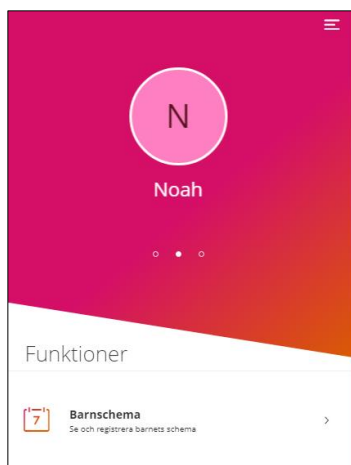 N
Noah
Funktioner
7
Barnschema
Se och registrera barnets schema